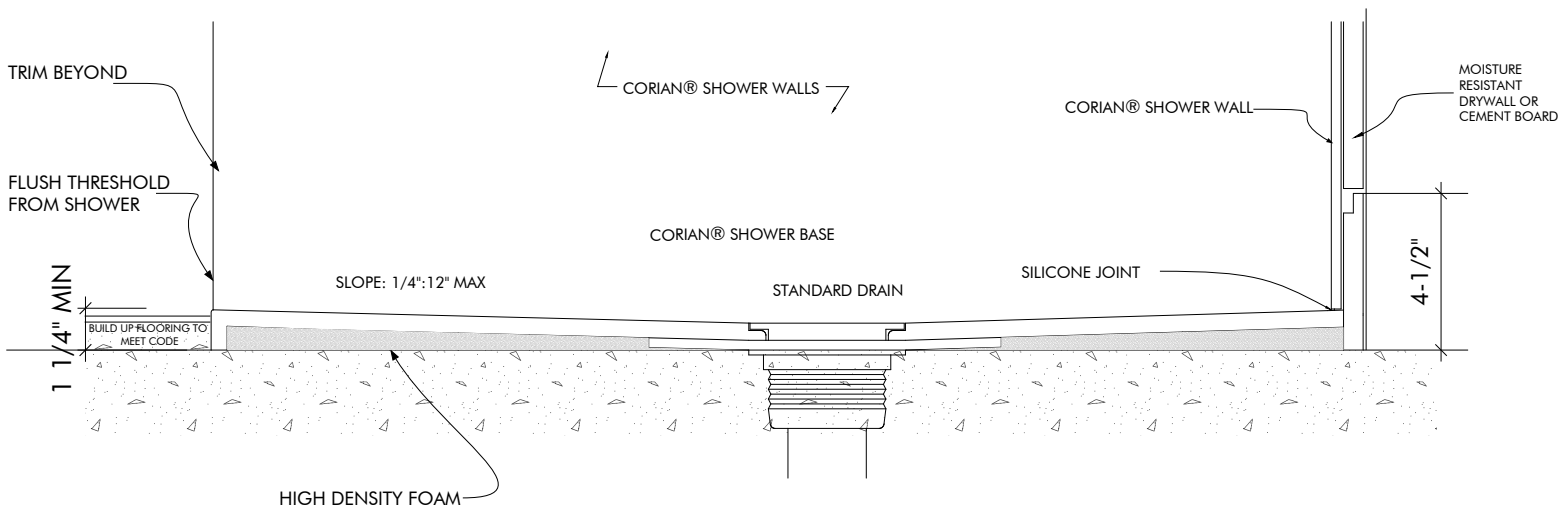 TRIM BEYOND
CORIAN® SHOWER WALLS
CORIAN® SHOWER WALL
MOISTURE
RESISTANT
DRYWALL OR
CEMENT BOARD
FLUSH THRESHOLD
FROM SHOWER
CORIAN® SHOWER BASE
SLOPE: 1/4":12" MAX
STANDARD DRAIN
SILICONE JOINT
4-1/2"
1 1/4" MIN
BUILD UP FLOORING TO
MEET CODE
HIGH DENSITY FOAM